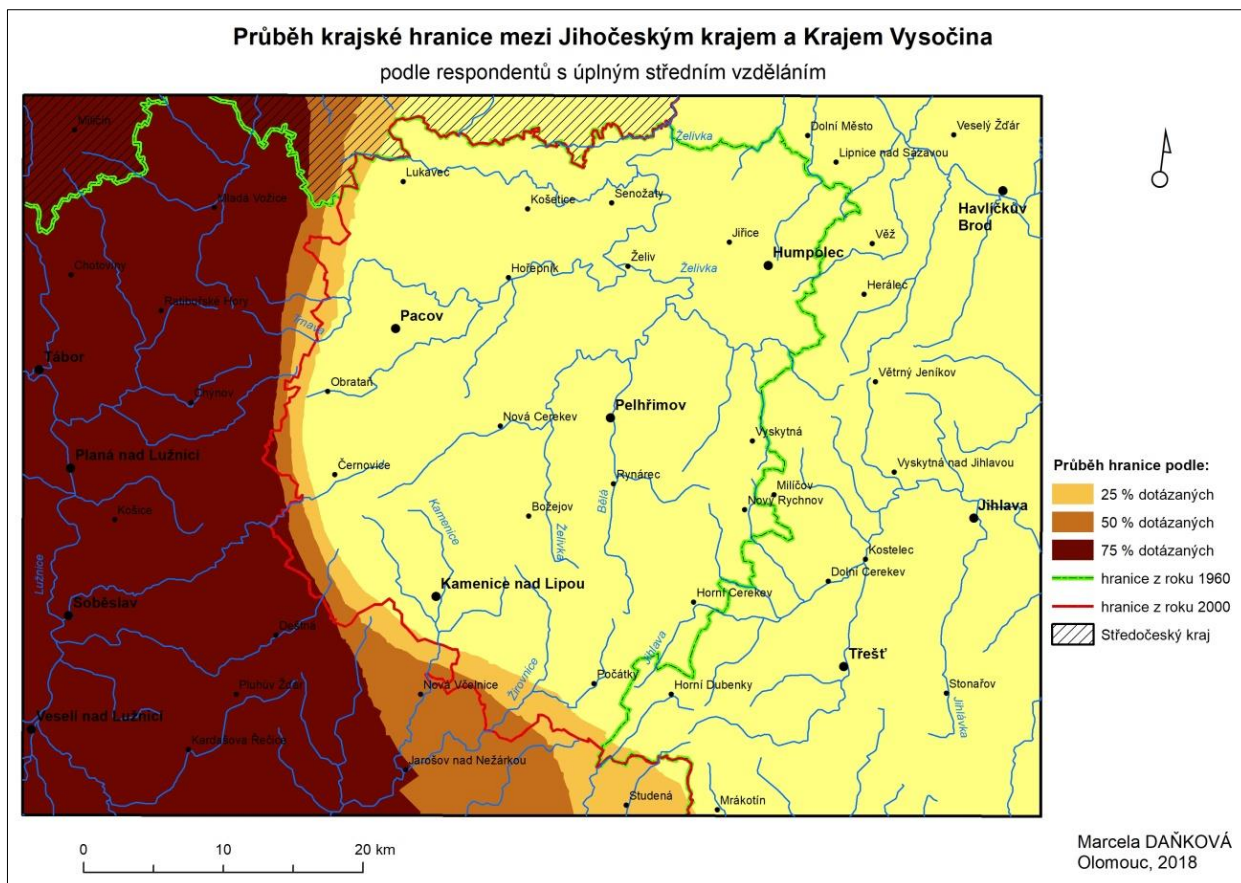 Průběh krajské hranice mezi Jihočeským krajem a Krajem Vysočina
podle respondentů s úplným středním vzděláním
Miličín
Želivka
Dolní Město
Veselý Žďár
Lipnice nad Sázavou
Lukavec
Mladá Vožice
Košetice
Senožaty
Havlíčkův
Brod
Jiřice
Věž
Chotoviny
Hořepník
Želiv
Želivka
Humpolec
Heráleč
Ratibořské Hory
Trnava
Pacov
Tábor
Chýnov
Obrataň
Větrný Jeníkov
Nová Cerekev
Pelhřimov
Vyskytná
Planá nad Lužnicí
Černovice
Rynárec
Vyskytná nad Jihlavou
Milíčov
Košice
Kamenice
Božejov
Želivka
Bělá
Nový Rychnov
Jihlava
Lužnice
Kostelec
Dolní Cerekev
Soběslav
Kamenice nad Lipou
Horní Cerekev
Deštná
Jihlava
Třešť
Pluhův Žďár
Nová Včelnice
Žirovnice
Počátky
Horní Dubenky
Stonařov
Jihlávka
Veselí nad Lužnicí
Kardašova Řečice
Jarošov nad Nežárkou
Studená
Mrákotín
Průběh hranice podle:
25 % dotázaných
50 % dotázaných
75 % dotázaných
hranice z roku 1960
hranice z roku 2000
Středočeský kraj
0 10 20 km
Marcela DAŇKOVÁ
Olomouc, 2018